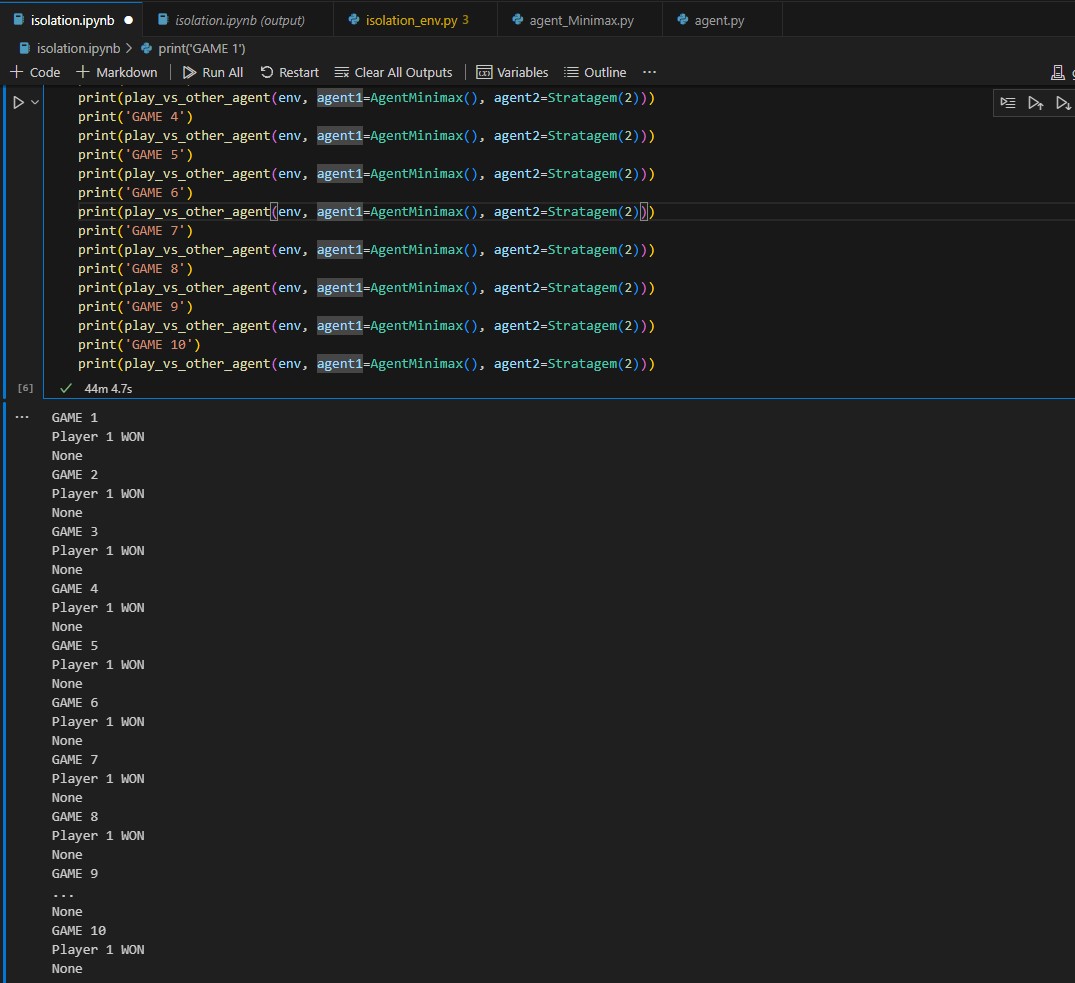 isolation.ipynb isolation.ipynb (output) isolation_env.py 3 agent_Minimax.py agent.py
isolation.ipynb > print('GAME 1')
+ Code + Markdown | Run All Restart Clear All Outputs | Variables Outline ...
print(play_vs_other_agent(env, agent1=AgentMinimax(), agent2=Stratagem(2)))
print('GAME 4')
print(play_vs_other_agent(env, agent1=AgentMinimax(), agent2=Stratagem(2)))
print('GAME 5')
print(play_vs_other_agent(env, agent1=AgentMinimax(), agent2=Stratagem(2)))
print('GAME 6')
print(play_vs_other_agent(env, agent1=AgentMinimax(), agent2=Stratagem(2)))
print('GAME 7')
print(play_vs_other_agent(env, agent1=AgentMinimax(), agent2=Stratagem(2)))
print('GAME 8')
print(play_vs_other_agent(env, agent1=AgentMinimax(), agent2=Stratagem(2)))
print('GAME 9')
print(play_vs_other_agent(env, agent1=AgentMinimax(), agent2=Stratagem(2)))
print('GAME 10')
print(play_vs_other_agent(env, agent1=AgentMinimax(), agent2=Stratagem(2)))
[6] ✓ 44m 4.7s
... GAME 1
Player 1 WON
None
GAME 2
Player 1 WON
None
GAME 3
Player 1 WON
None
GAME 4
Player 1 WON
None
GAME 5
Player 1 WON
None
GAME 6
Player 1 WON
None
GAME 7
Player 1 WON
None
GAME 8
Player 1 WON
None
GAME 9
...
None
GAME 10
Player 1 WON
None